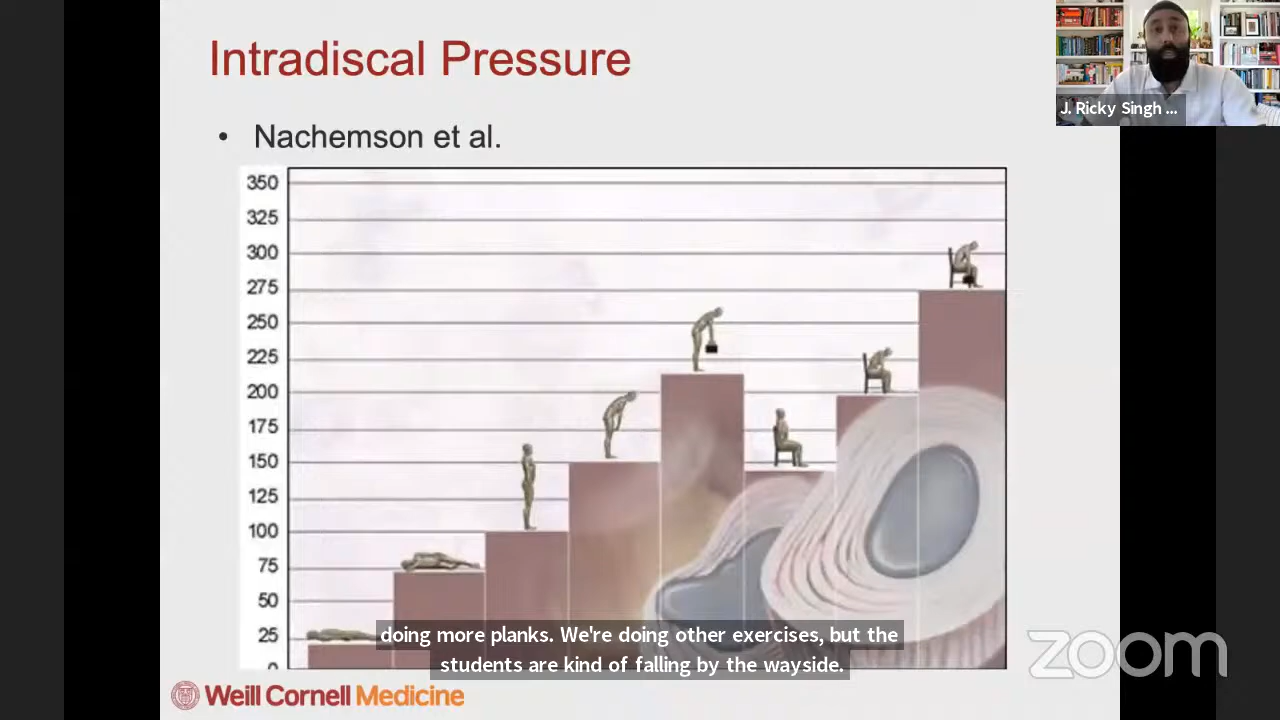 Intradiscal Pressure
J. Ricky Singh ...
• Nachemson et al.
350
325
300
275
250
225
200
175
150
125
100
75
50
25
0
doing more planks. We're doing other exercises, but the
students are kind of falling by the wayside.
zoom
Weill Cornell Medicine